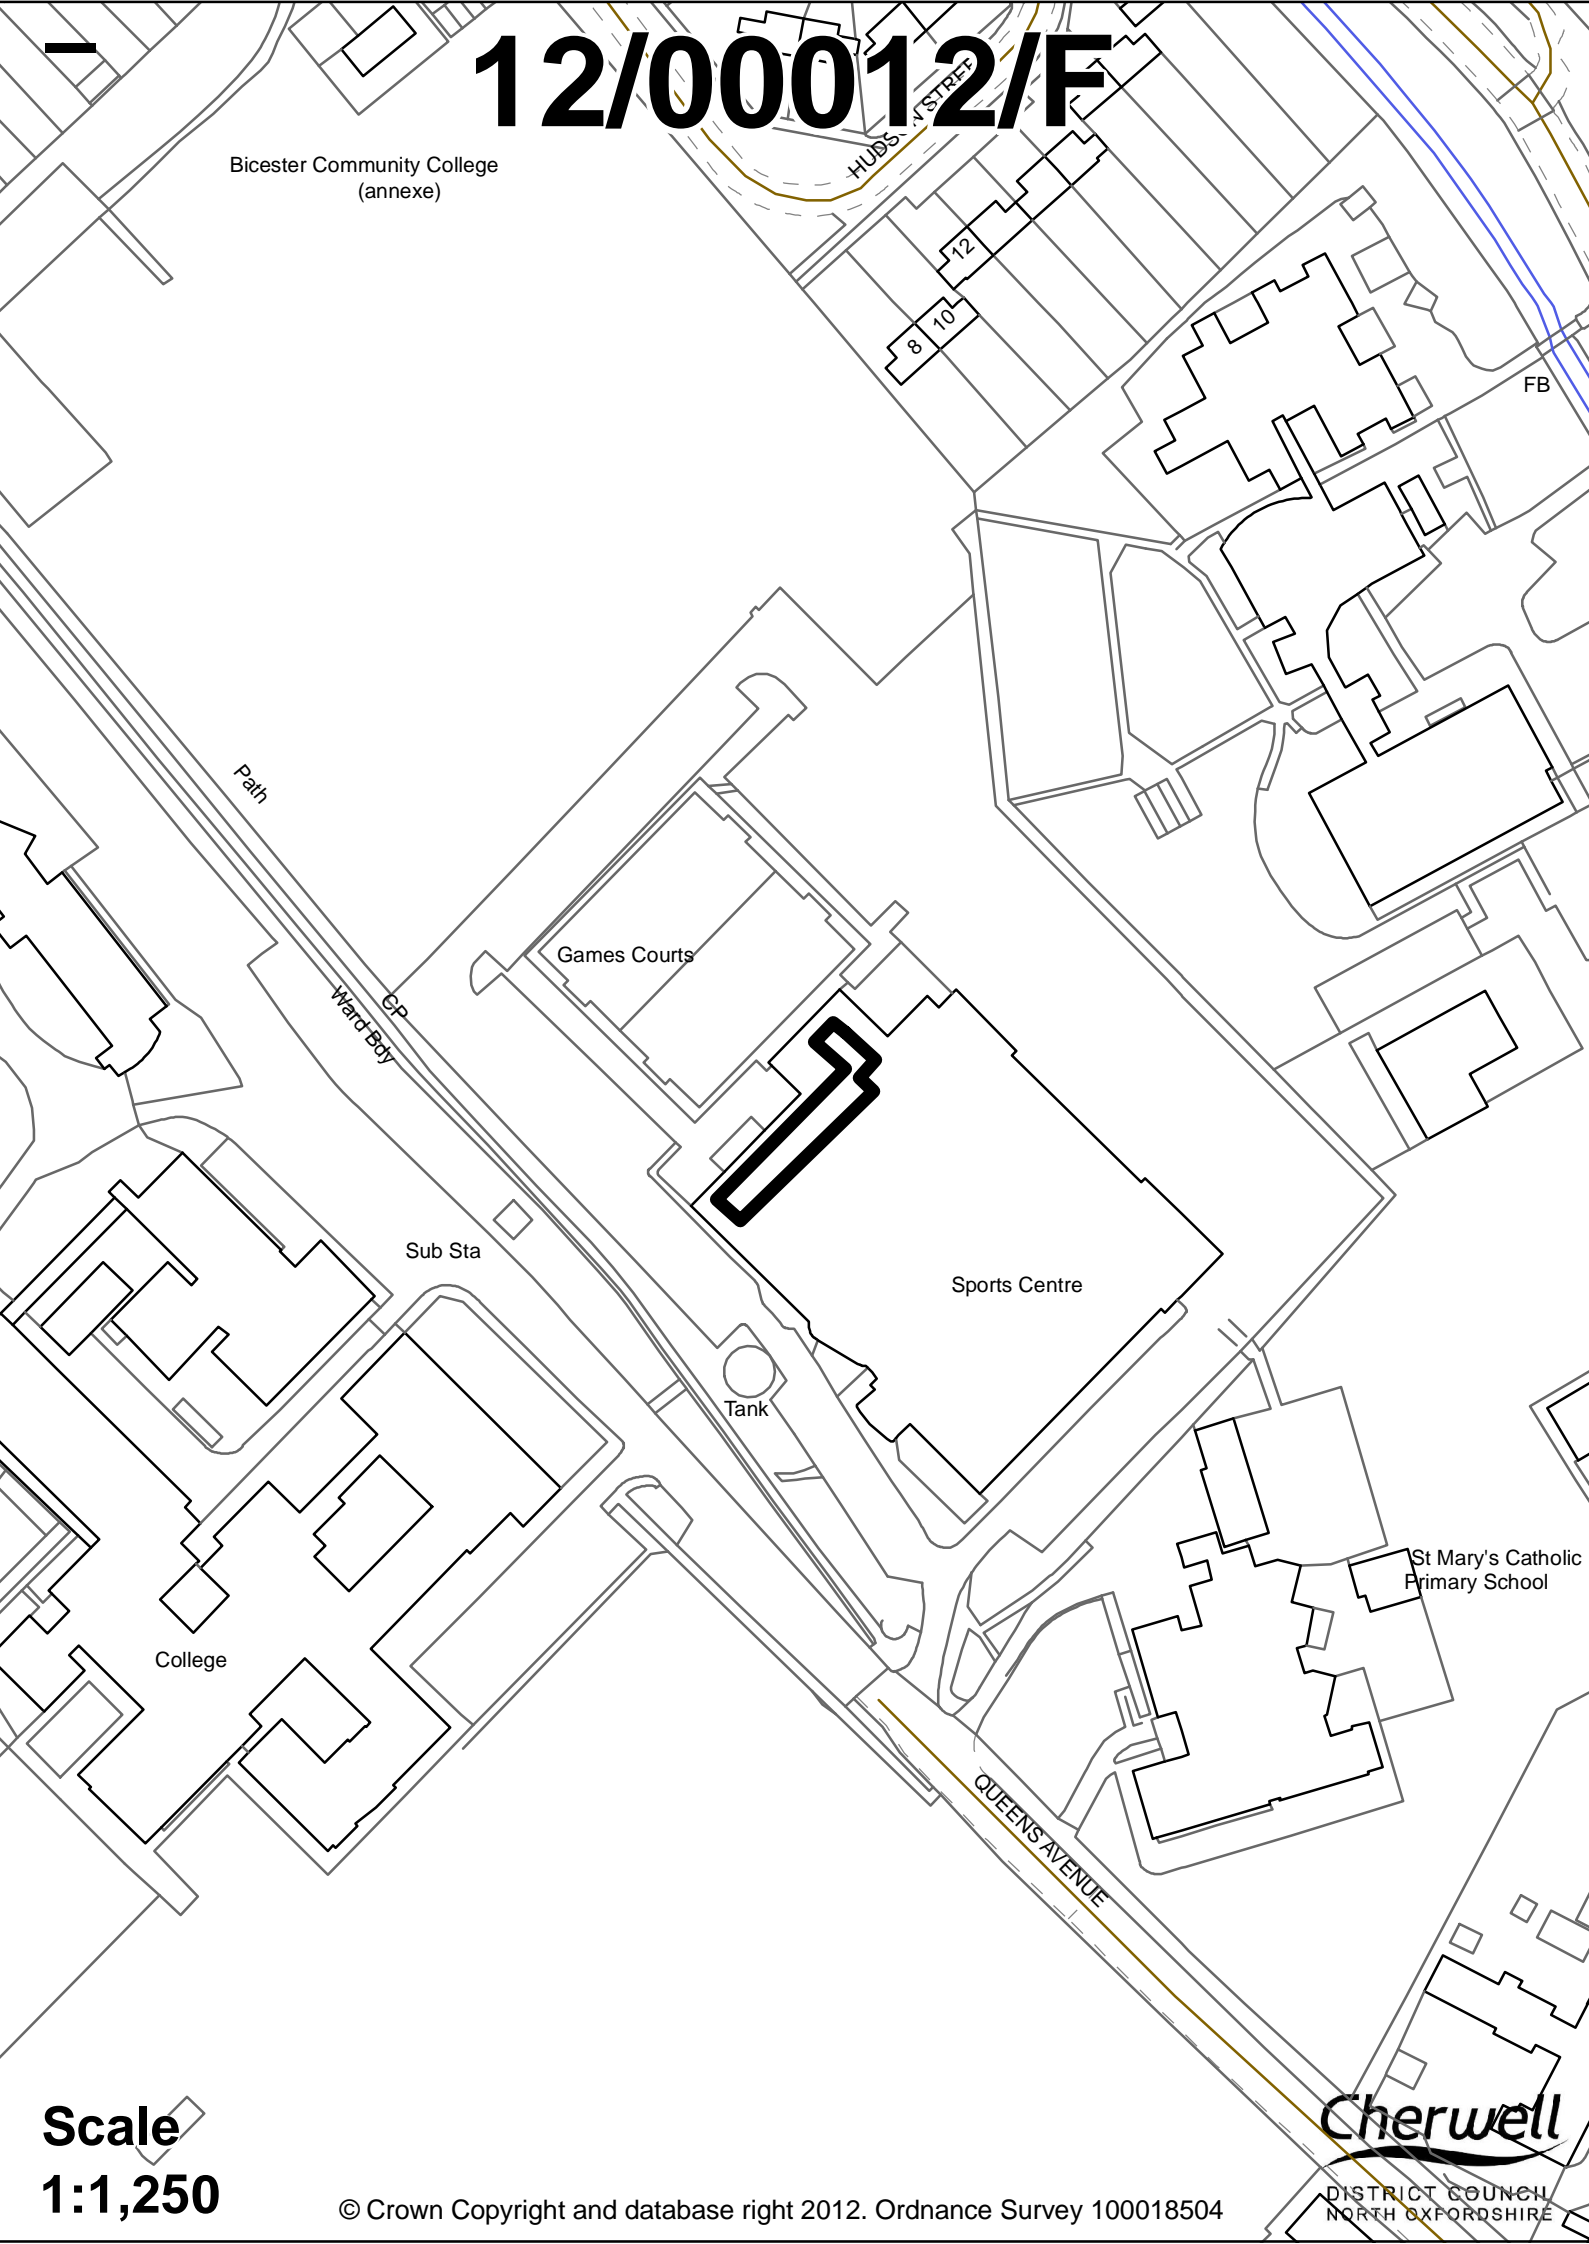 12/00012/F
HUDSON STREE
Bicester Community College
(annexe)
12
10
8
FB
Path
Games Courts
CP
Ward Bdy
Sub Sta
Sports Centre
Tank
St Mary's Catholic
Primary School
College
QUEENS AVENUE
Scale
1:1,250
© Crown Copyright and database right 2012. Ordnance Survey 100018504
Cherwell
DISTRICT COUNCIL
NORTH OXFORDSHIRE